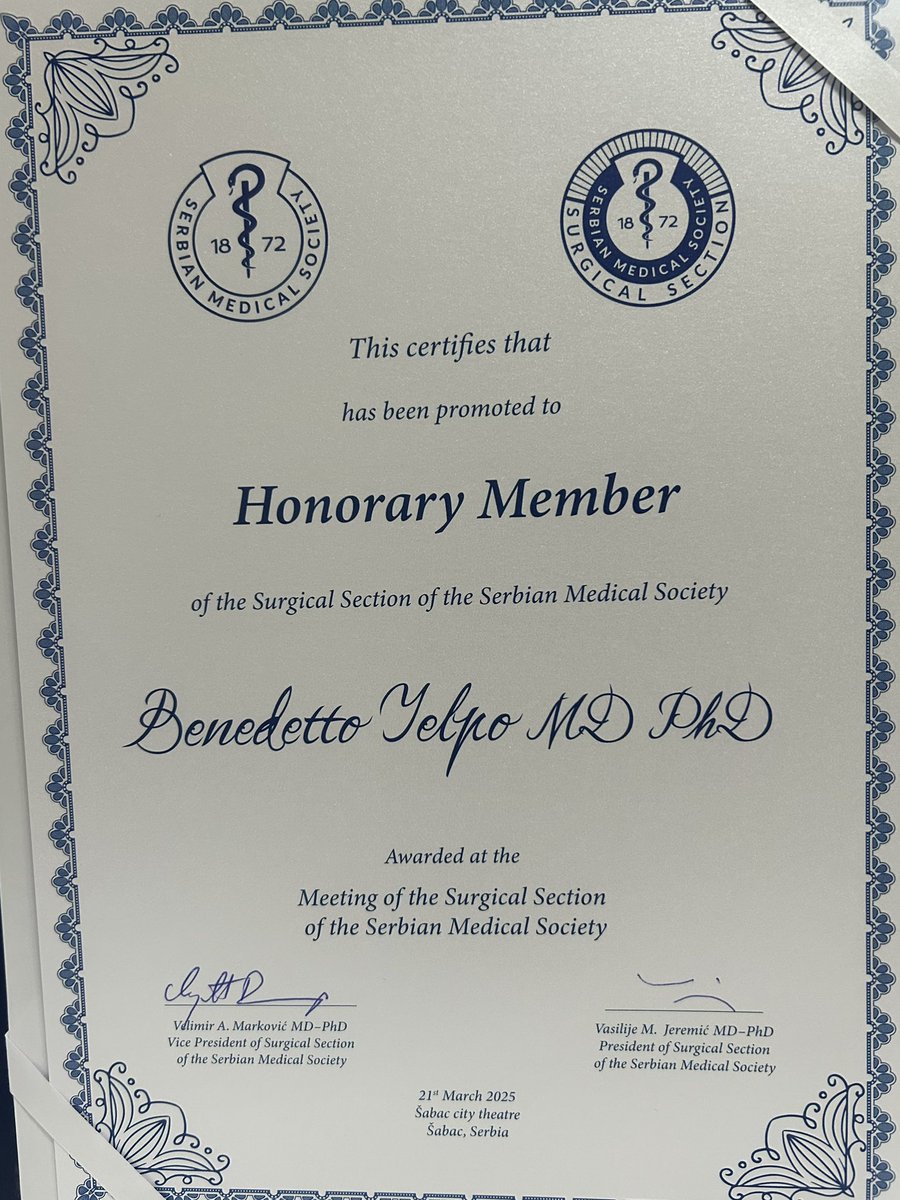 SERBIAN MEDICAL SOCIETY
18 72
SERBIAN MEDICAL SOCIETY
SURGICAL SECTION
18 72
This certifies that
has been promoted to
Honorary Member
of the Surgical Section of the Serbian Medical Society
Benedetto Ielpo MD PhD
Awarded at the
Meeting of the Surgical Section
of the Serbian Medical Society
Velimir A. Marković MD–PhD
Vice President of Surgical Section
of the Serbian Medical Society
Vasilije M. Jeremić MD–PhD
President of Surgical Section
of the Serbian Medical Society
21st March 2025
Šabac city theatre
Šabac, Serbia